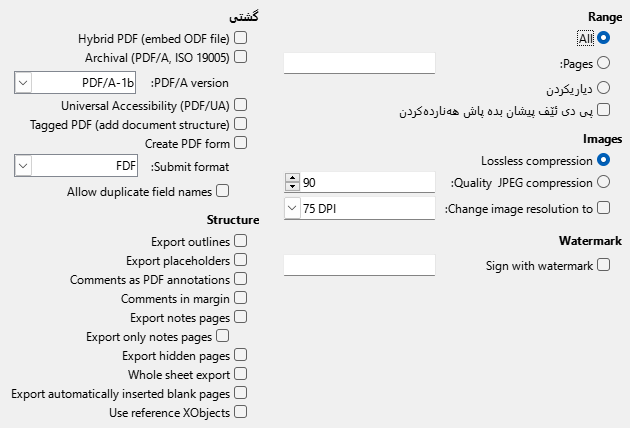 Range
All
Pages:
دیاریکردن
پی دی ئێف پیشان بدە پاش هەناردەکردن
Images
Lossless compression
Quality JPEG compression:
90
Change image resolution to:
75 DPI
Watermark
Sign with watermark
گشتی
Hybrid PDF (embed ODF file)
Archival (PDF/A, ISO 19005)
PDF/A version:
PDF/A-1b
Universal Accessibility (PDF/UA)
Tagged PDF (add document structure)
Create PDF form
Submit format:
FDF
Allow duplicate field names
Structure
Export outlines
Export placeholders
Comments as PDF annotations
Comments in margin
Export notes pages
Export only notes pages
Export hidden pages
Whole sheet export
Export automatically inserted blank pages
Use reference XObjects